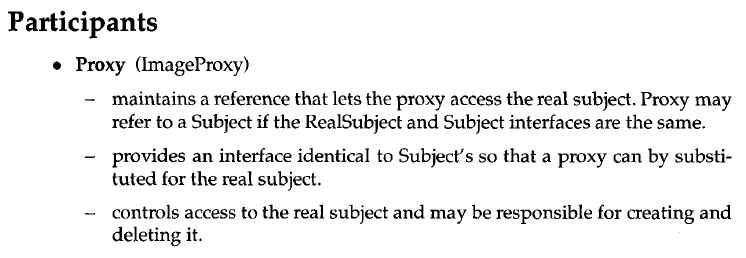 Participants
• Proxy (ImageProxy)
– maintains a reference that lets the proxy access the real subject. Proxy may
refer to a Subject if the RealSubject and Subject interfaces are the same.
– provides an interface identical to Subject's so that a proxy can by substi-
tuted for the real subject.
– controls access to the real subject and may be responsible for creating and
deleting it.